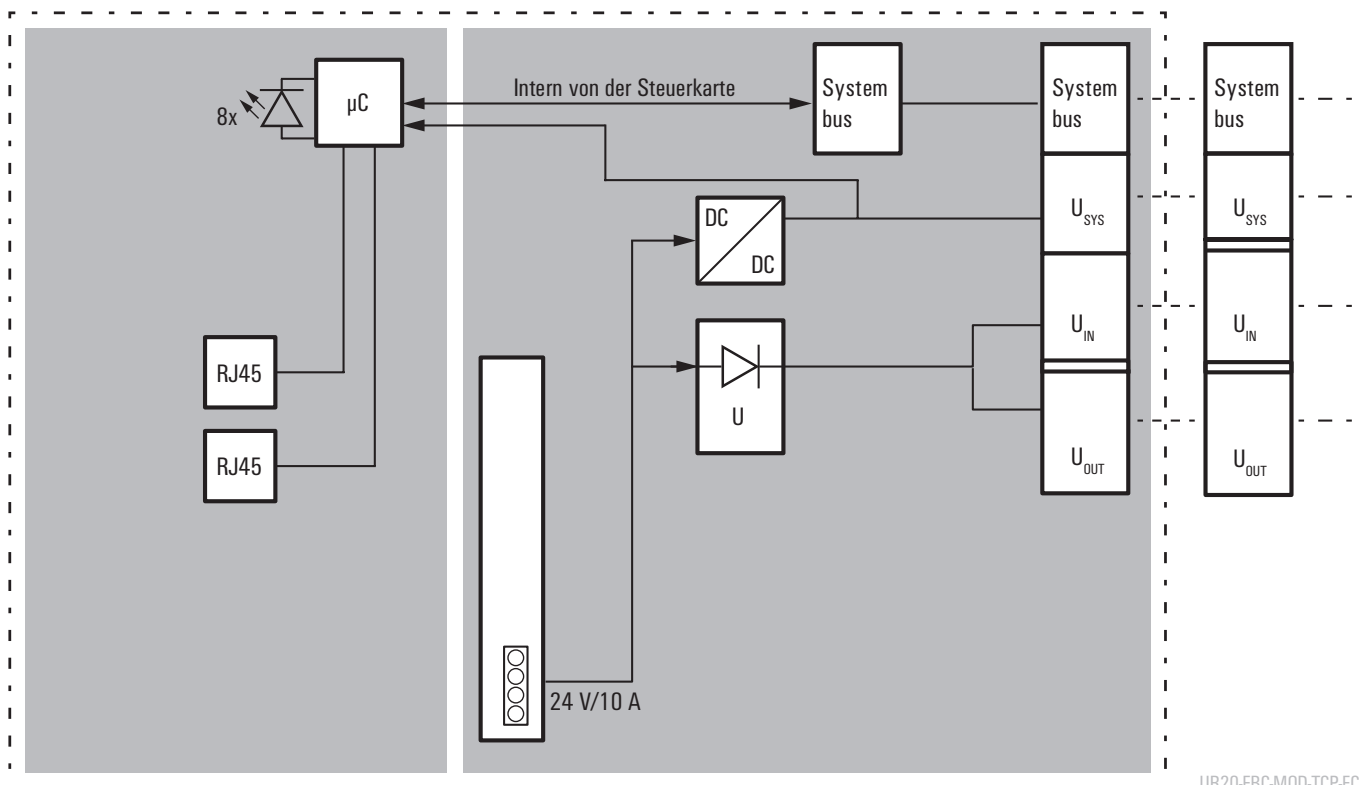 8x
µC
Intern von der Steuerkarte
System
bus
System
bus
System
bus
DC
DC
U_SYS
U_SYS
U_IN
U_IN
RJ45
U
RJ45
U_OUT
U_OUT
24 V/10 A
UR20-FBC-MOD-TCP-EC